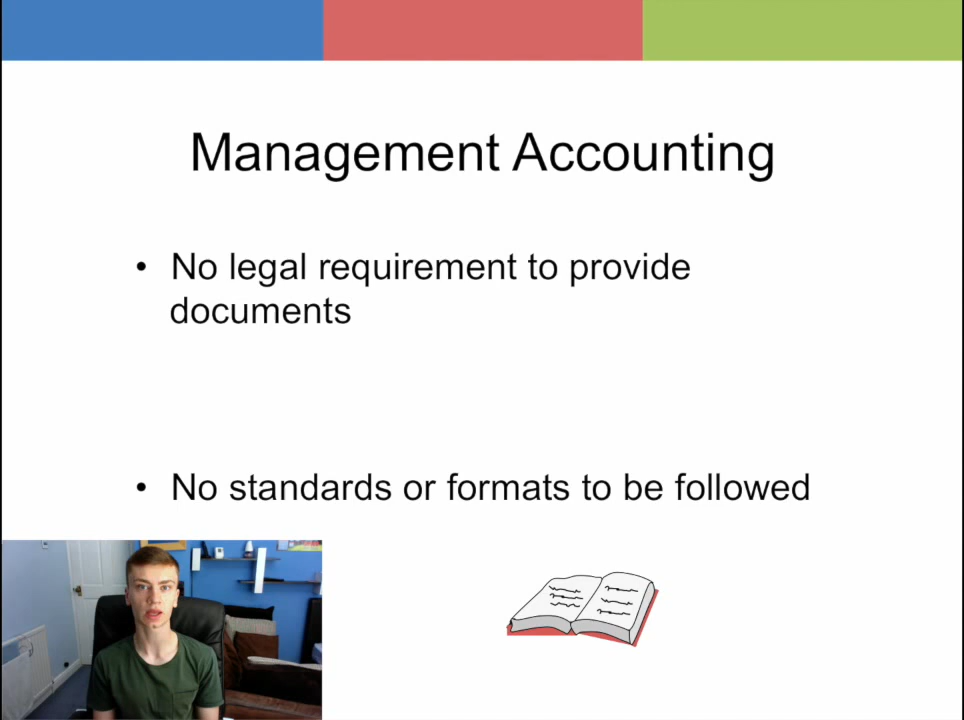 Management Accounting
• No legal requirement to provide
documents
• No standards or formats to be followed